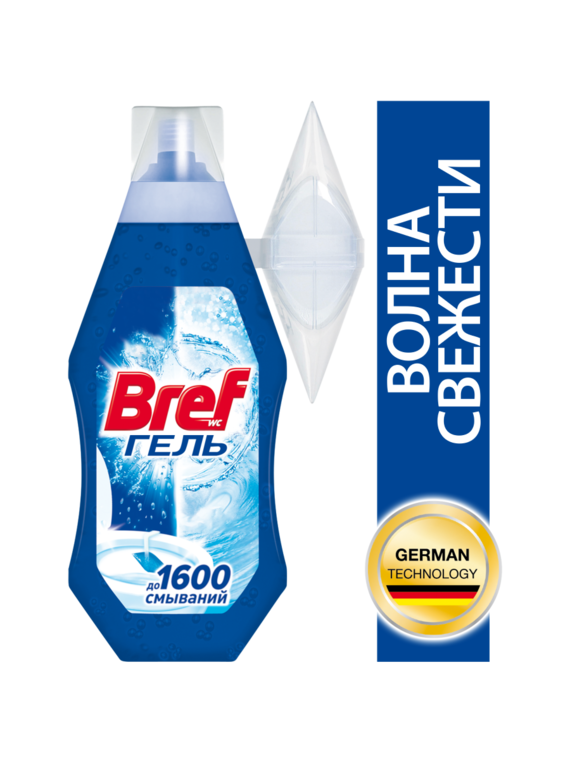 Bref
WC
ГЕЛЬ
до 1600
смываний
ВОЛНА
СВЕЖЕСТИ
GERMAN
TECHNOLOGY